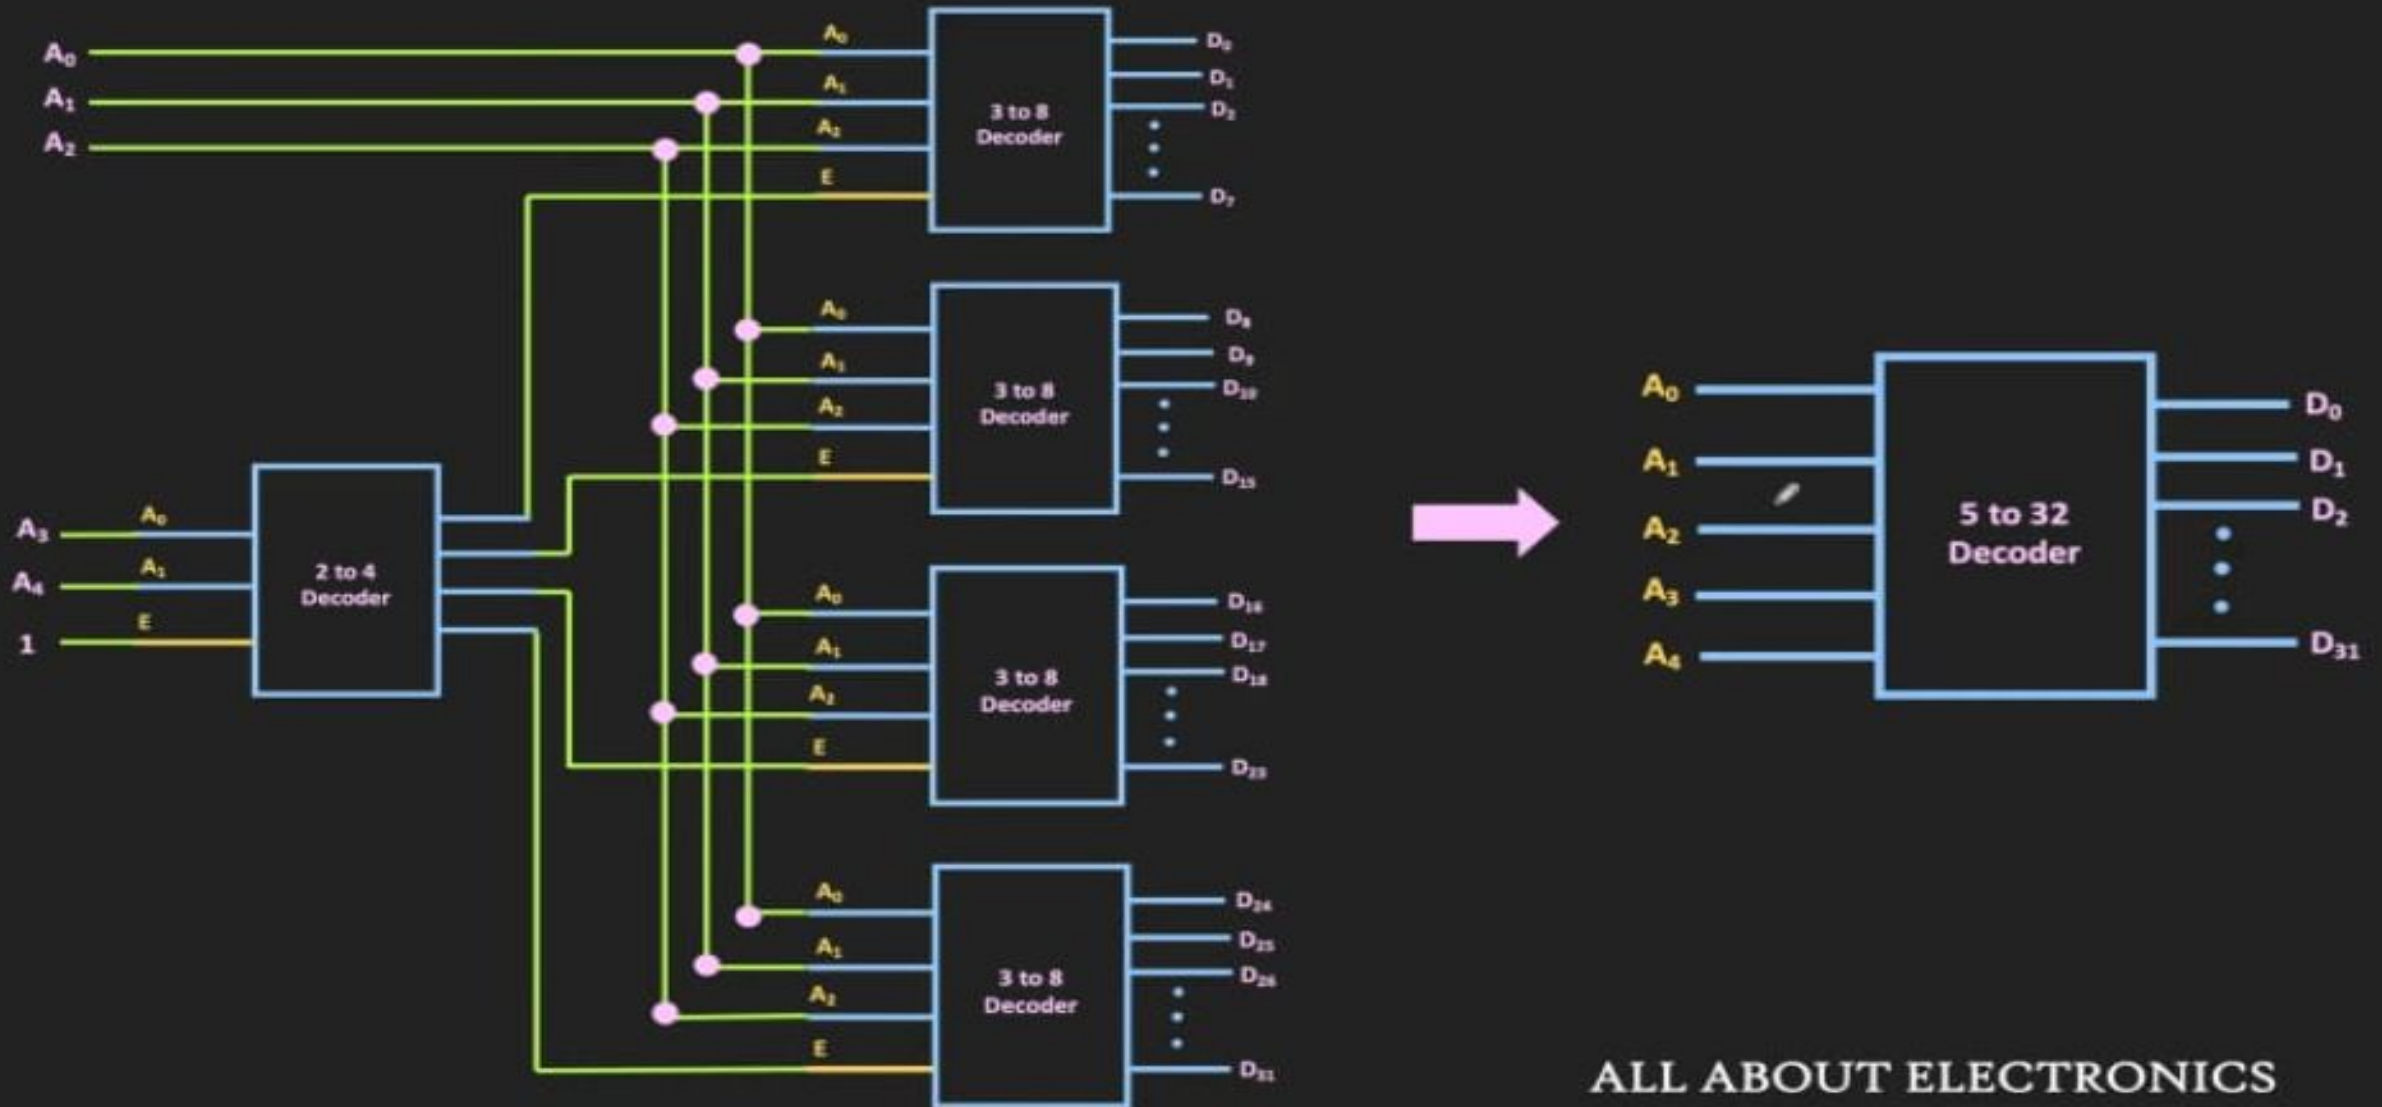 A₀
A₁
A₂
A₀
A₁
A₂
E
3 to 8
Decoder
D₀
D₁
D₂
D₇
A₀
A₁
A₂
E
3 to 8
Decoder
D₈
D₉
D₁₀
D₁₅
A₃
A₄
1
A₀
A₁
E
2 to 4
Decoder
A₀
A₁
A₂
E
3 to 8
Decoder
D₁₆
D₁₇
D₁₈
D₂₃
A₀
A₁
A₂
E
3 to 8
Decoder
D₂₄
D₂₅
D₂₆
D₃₁
A₀
A₁
A₂
A₃
A₄
5 to 32
Decoder
D₀
D₁
D₂
D₃₁
ALL ABOUT ELECTRONICS